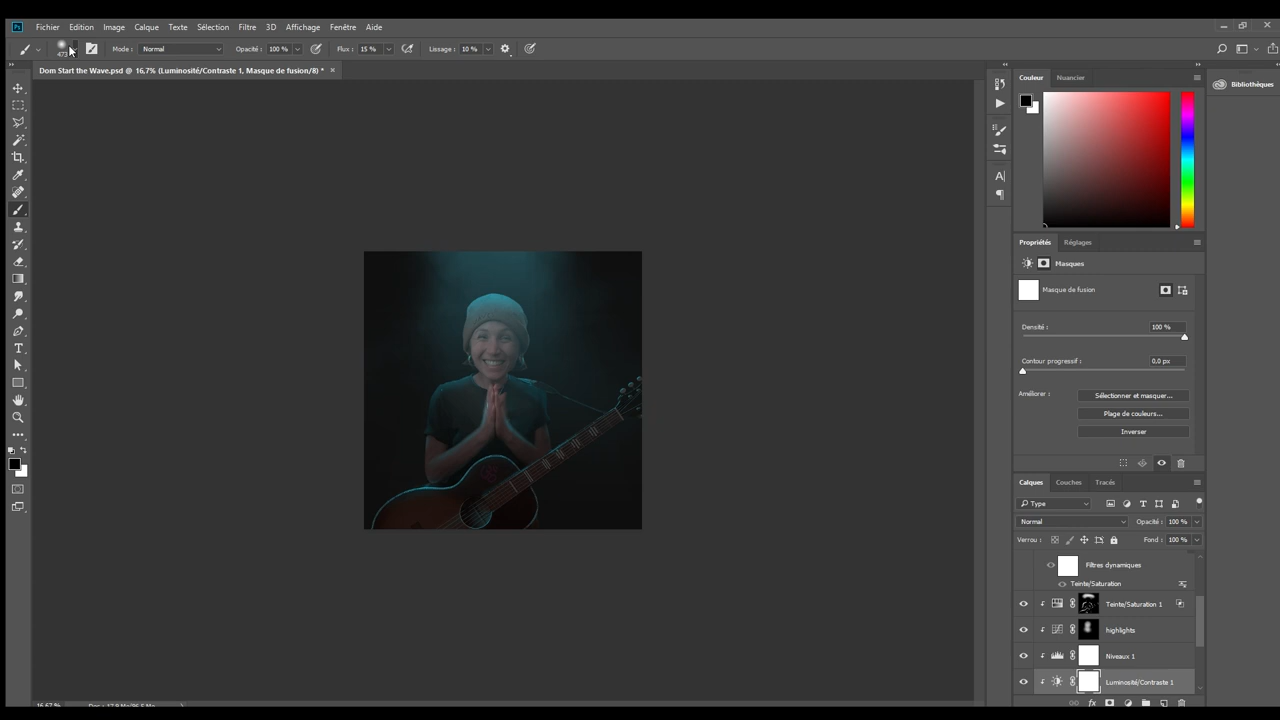 Ps Fichier Edition Image Calque Texte Sélection Filtre 3D Affichage Fenêtre Aide
473 Mode : Normal Opacité : 100 % Flux : 15 % Lissage : 10 %
Dom Start the Wave.psd @ 16,7% (Luminosité/Contraste 1, Masque de fusion/8) * ×
Couleur Nuancier
Bibliothèques
Propriétés Réglages
Masques
Masque de fusion
Densité : 100 %
Contour progressif : 0,0 px
Améliorer : Sélectionner et masquer...
Plage de couleurs...
Inverser
Calques Couches Tracés
Type
Normal Opacité : 100 %
Verrou : Fond : 100 %
Filtres dynamiques
Teinte/Saturation
Teinte/Saturation 1
highlights
Niveaux 1
Luminosité/Contraste 1
fx